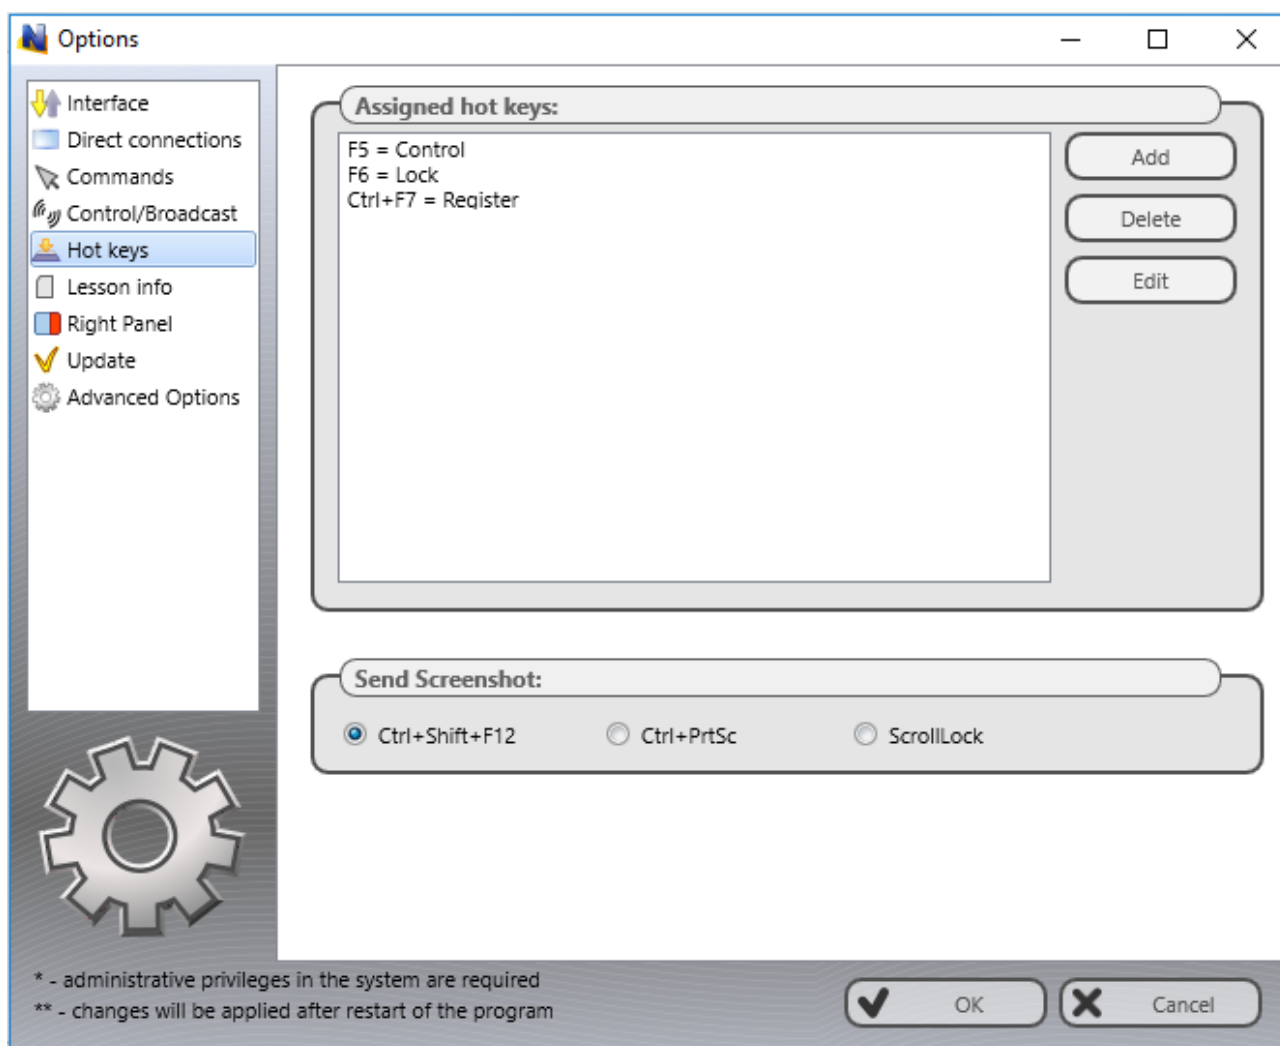 Options
Interface
Direct connections
Commands
Control/Broadcast
Hot keys
Lesson info
Right Panel
Update
Advanced Options
Assigned hot keys:
F5 = Control
F6 = Lock
Ctrl+F7 = Register
Add
Delete
Edit
Send Screenshot:
Ctrl+Shift+F12 Ctrl+PrtSc ScrollLock
* - administrative privileges in the system are required
** - changes will be applied after restart of the program
OK Cancel